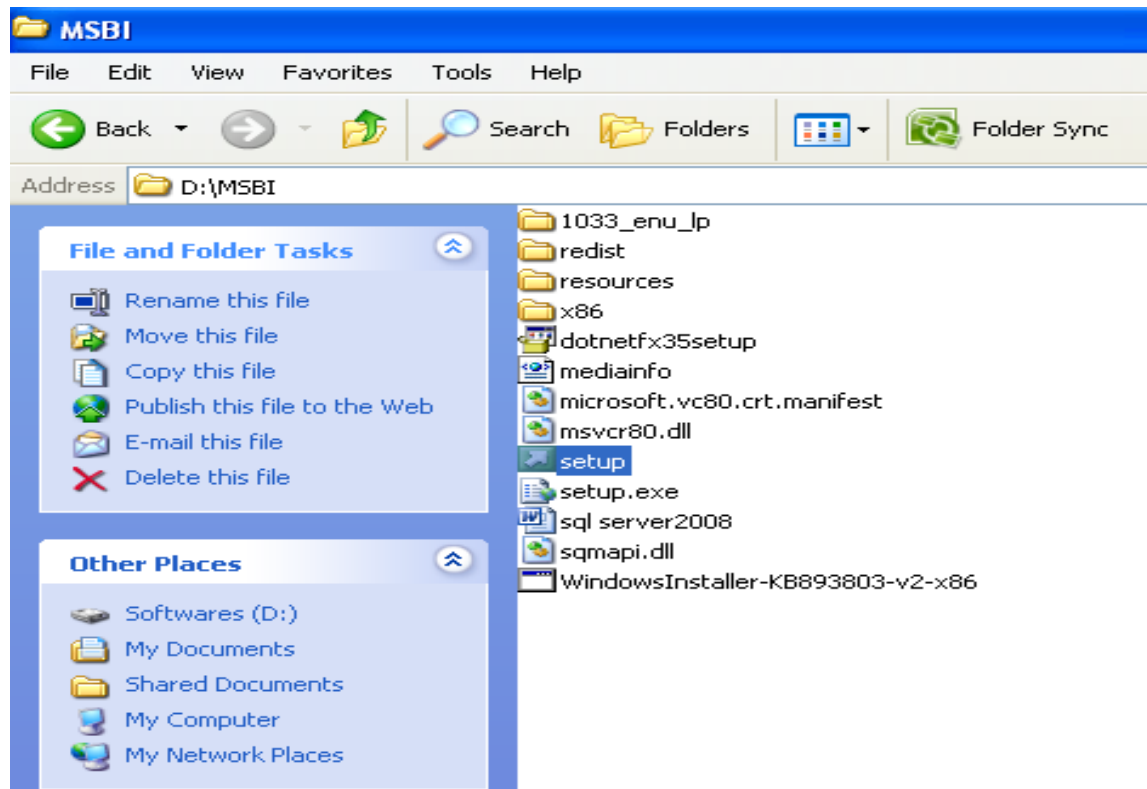 MSBI
File Edit View Favorites Tools Help
Back Search Folders Folder Sync
Address D:\MSBI
File and Folder Tasks
Rename this file
Move this file
Copy this file
Publish this file to the Web
E-mail this file
Delete this file
Other Places
Softwares (D:)
My Documents
Shared Documents
My Computer
My Network Places
1033_enu_lp
redist
resources
x86
dotnetfx35setup
mediainfo
microsoft.vc80.crt.manifest
msvcr80.dll
setup
setup.exe
sql server2008
sqmapi.dll
WindowsInstaller-KB893803-v2-x86